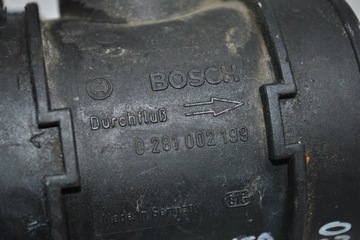 BOSCH
Durchfluß
0 281 002 199
Made in Germany